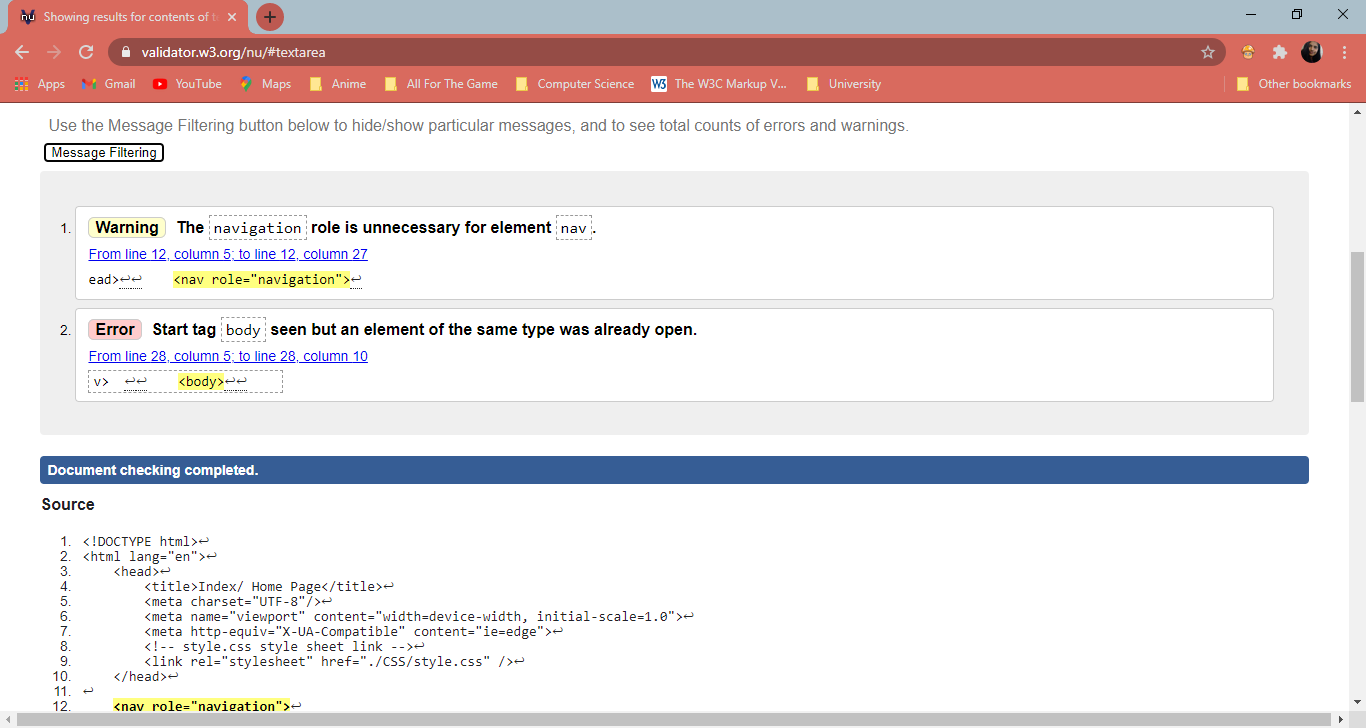 Showing results for contents of t
validator.w3.org/nu/#textarea
Apps Gmail YouTube Maps Anime All For The Game Computer Science The W3C Markup V... University Other bookmarks
Use the Message Filtering button below to hide/show particular messages, and to see total counts of errors and warnings.
Message Filtering
1. Warning The navigation role is unnecessary for element nav.
From line 12, column 5; to line 12, column 27
ead>↩↩ <nav role="navigation">↩
2. Error Start tag body seen but an element of the same type was already open.
From line 28, column 5; to line 28, column 10
v> ↩↩ <body>↩↩
Document checking completed.
Source
1. <!DOCTYPE html>↩
2. <html lang="en">↩
3. <head>↩
4. <title>Index/ Home Page</title>↩
5. <meta charset="UTF-8"/>↩
6. <meta name="viewport" content="width=device-width, initial-scale=1.0">↩
7. <meta http-equiv="X-UA-Compatible" content="ie=edge">↩
8. <!-- style.css style sheet link -->↩
9. <link rel="stylesheet" href="./CSS/style.css" />↩
10. </head>↩
11. ↩
12. <nav role="navigation">↩